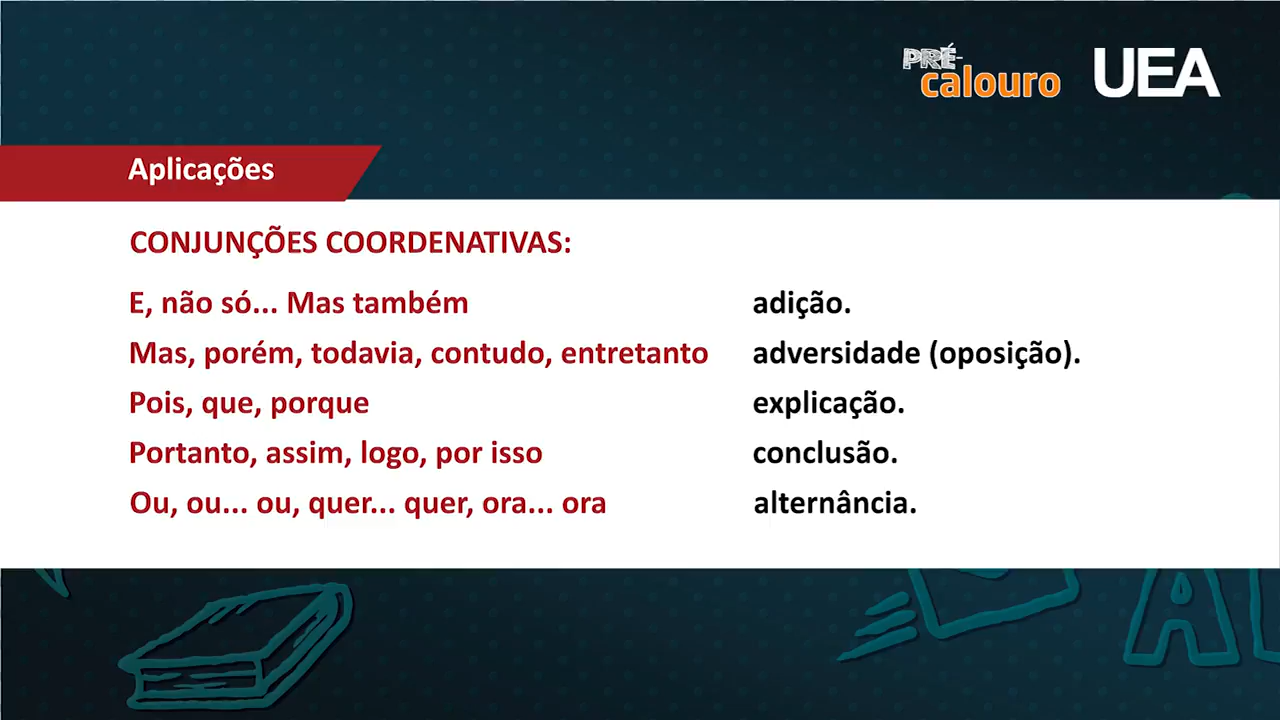 PRÉ-
calouro
UEA
Aplicações
CONJUNÇÕES COORDENATIVAS:
E, não só... Mas também adição.
Mas, porém, todavia, contudo, entretanto adversidade (oposição).
Pois, que, porque explicação.
Portanto, assim, logo, por isso conclusão.
Ou, ou... ou, quer... quer, ora... ora alternância.